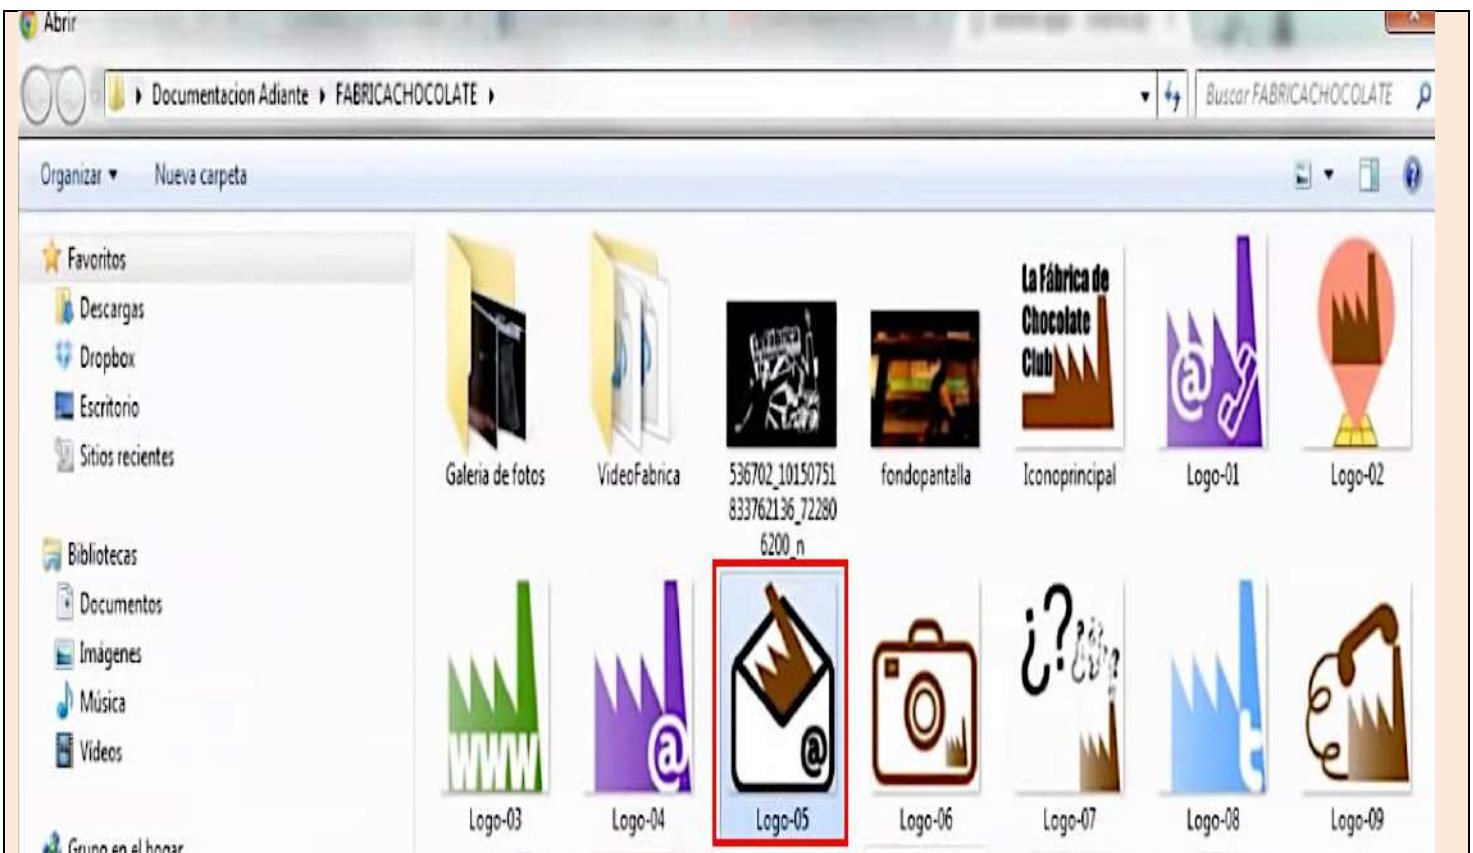 Abrir
Documentacion Adiante
FABRICACHOCOLATE
Buscar FABRICACHOCOLATE
Organizar
Nueva carpeta
Favoritos
Descargas
Dropbox
Escritorio
Sitios recientes
Bibliotecas
Documentos
Imágenes
Música
Vídeos
Grupo en el hogar
La Fábrica de
Chocolate
Club
@
Galeria de fotos
VideoFabrica
536702_10150751
833762136_72280
6200_n
fondopantalla
Iconoprincipal
Logo-01
Logo-02
WWW
@
@
¿?
t
Logo-03
Logo-04
Logo-05
Logo-06
Logo-07
Logo-08
Logo-09